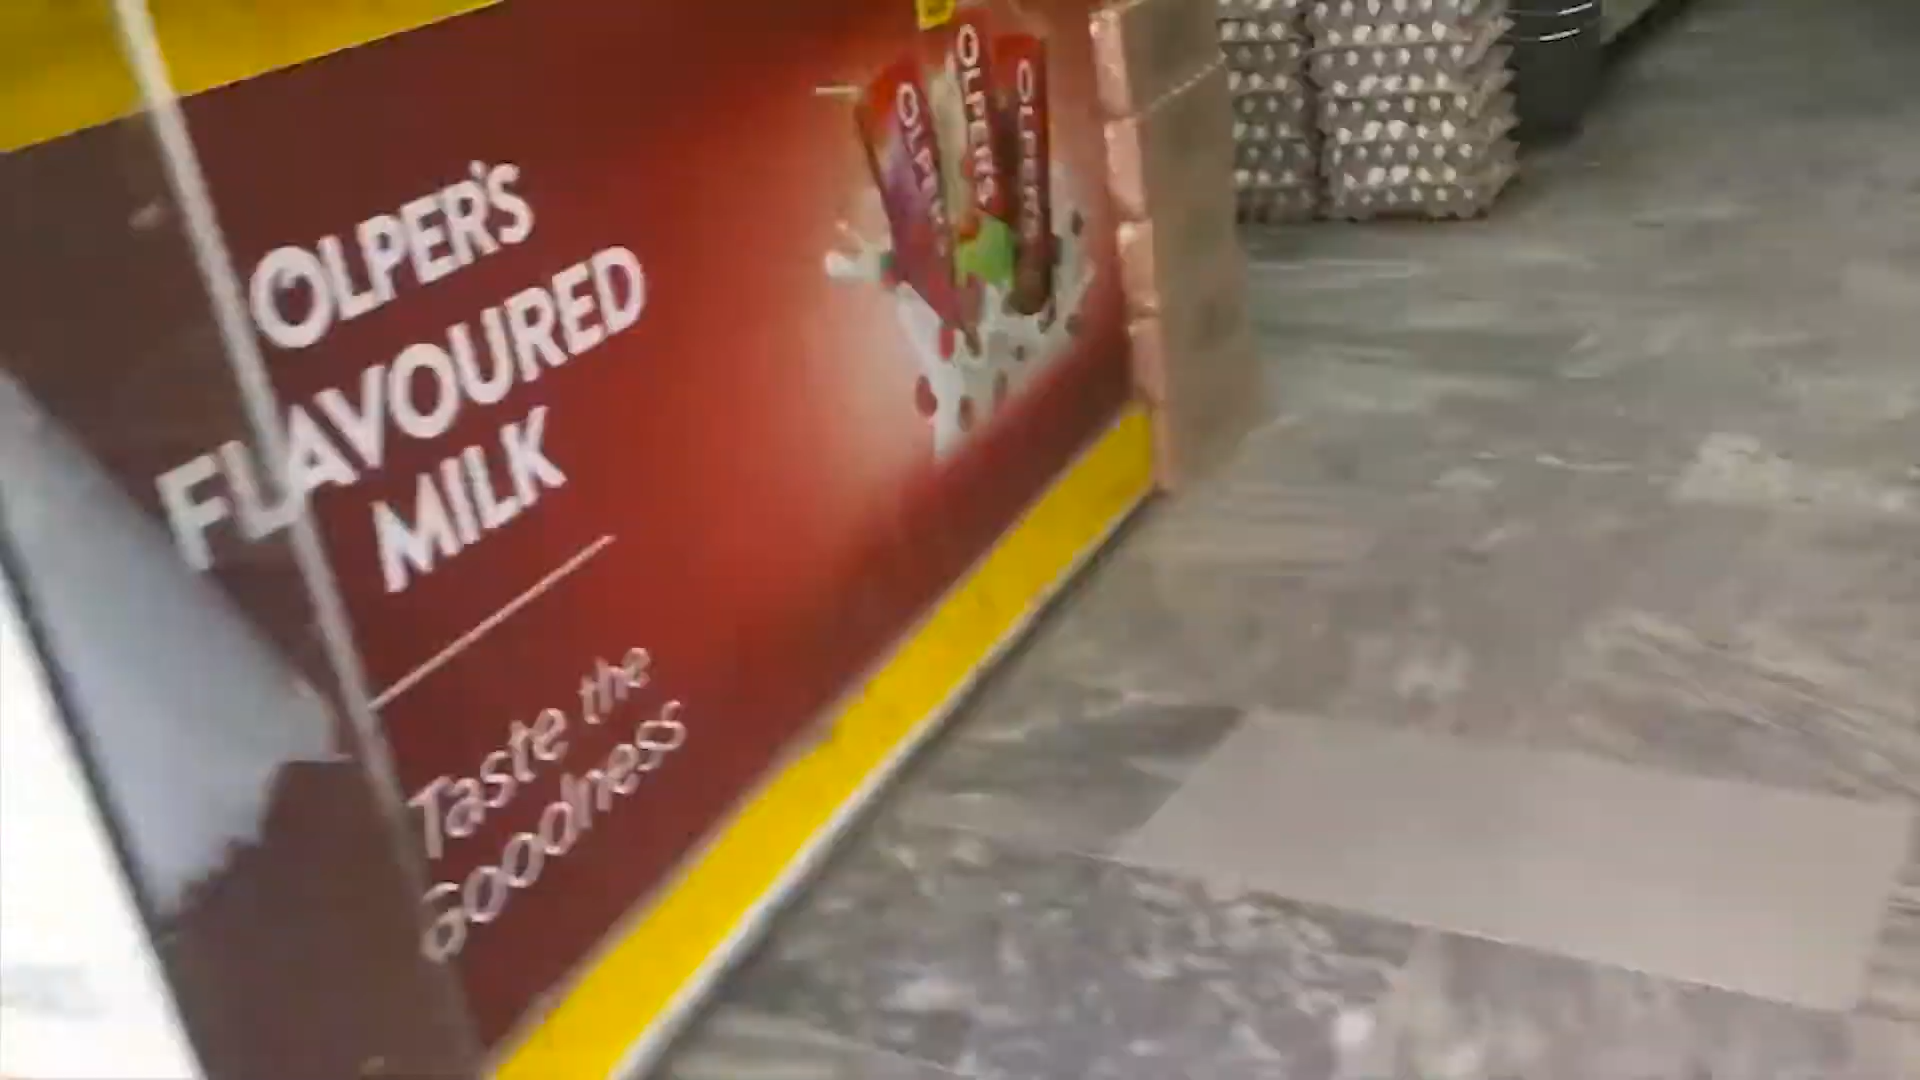 OLPER'S
FLAVOURED
MILK
Taste the
Goodness
OLPER'S
OLPER'S
OLPER'S